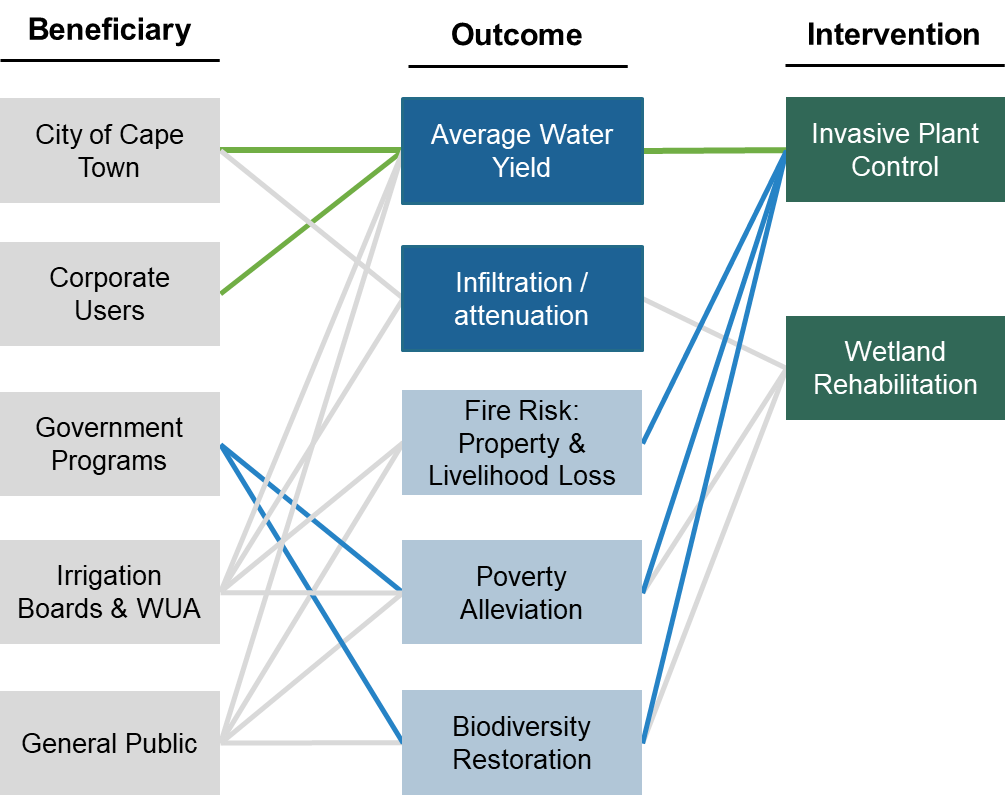 Beneficiary
Outcome
Intervention
City of Cape
Town
Average Water
Yield
Invasive Plant
Control
Corporate
Users
Infiltration /
attenuation
Wetland
Rehabilitation
Government
Programs
Fire Risk:
Property &
Livelihood Loss
Irrigation
Boards & WUA
Poverty
Alleviation
General Public
Biodiversity
Restoration